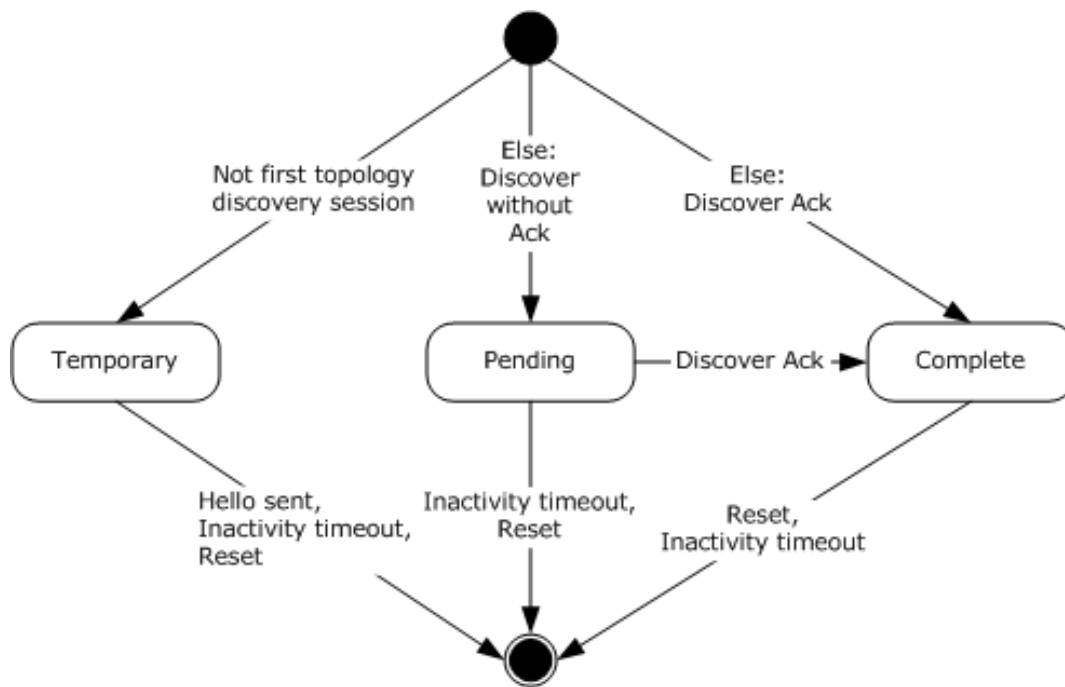 Not first topology
discovery session
Else:
Discover
without
Ack
Else:
Discover Ack
Temporary
Pending
Discover Ack
Complete
Hello sent,
Inactivity timeout,
Reset
Inactivity timeout,
Reset
Reset,
Inactivity timeout